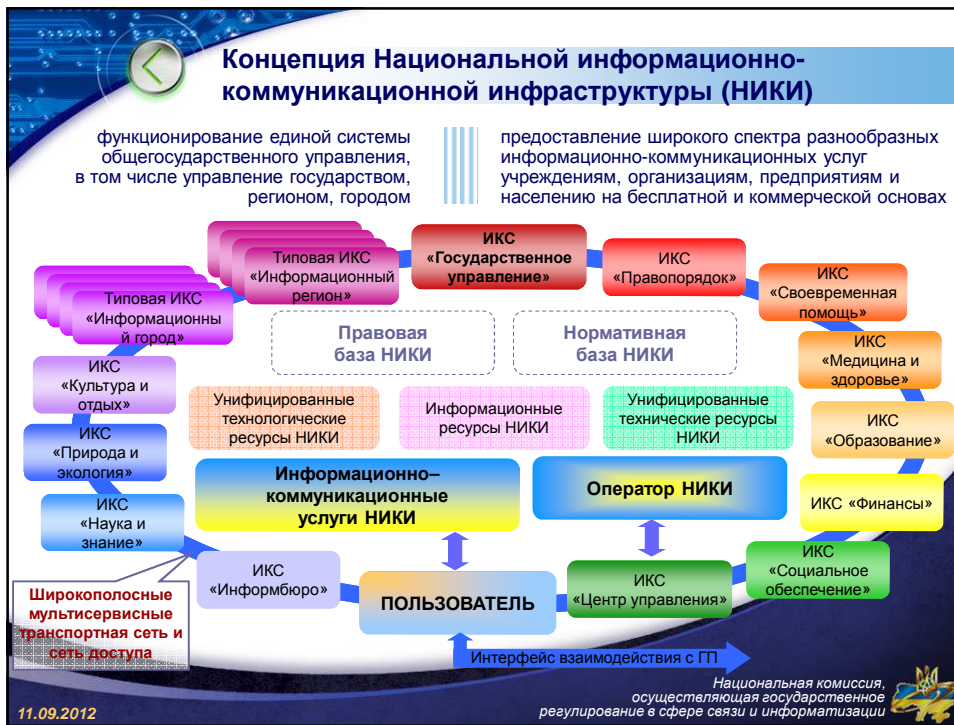 Концепция Национальной информационно-
коммуникационной инфраструктуры (НИКИ)
функционирование единой системы
общегосударственного управления,
в том числе управление государством,
регионом, городом
предоставление широкого спектра разнообразных
информационно-коммуникационных услуг
учреждениям, организациям, предприятиям и
населению на бесплатной и коммерческой основах
ИКС
«Государственное
управление»
Типовая ИКС
«Информационный
регион»
ИКС
«Правопорядок»
Типовая ИКС
«Информационны
й город»
ИКС
«Своевременная
помощь»
Правовая
база НИКИ
Нормативная
база НИКИ
ИКС
«Культура и
отдых»
ИКС
«Медицина и
здоровье»
Унифицированные
технологические
ресурсы НИКИ
Информационные
ресурсы НИКИ
Унифицированные
технические ресурсы
НИКИ
ИКС
«Природа и
экология»
ИКС
«Образование»
Информационно–
коммуникационные
услуги НИКИ
Оператор НИКИ
ИКС
«Наука и
знание»
ИКС «Финансы»
ИКС
«Информбюро»
ПОЛЬЗОВАТЕЛЬ
ИКС
«Центр управления»
ИКС
«Социальное
обеспечение»
Широкополосные
мультисервисные
транспортная сеть и
сеть доступа
Интерфейс взаимодействия с ГП
Национальная комиссия,
осуществляющая государственное
регулирование в сфере связи и информатизации
11.09.2012